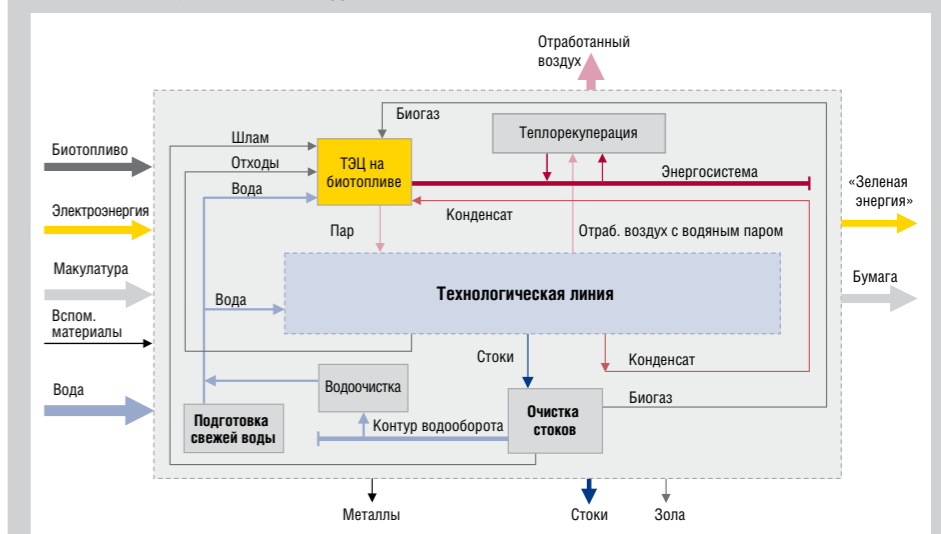 Отработанный
воздух
Биогаз
Шлам
Теплорекуперация
Биотопливо
Отходы
ТЭЦ на
биотопливе
Энергосистема
Вода
«Зеленая
энергия»
Электроэнергия
Конденсат
Пар
Отраб. воздух с водяным паром
Макулатура
Бумага
Технологическая линия
Вода
Вспом.
материалы
Стоки
Конденсат
Вода
Водоочистка
Биогаз
Подготовка
свежей воды
Контур водооборота
Очистка
стоков
Металлы
Стоки
Зола